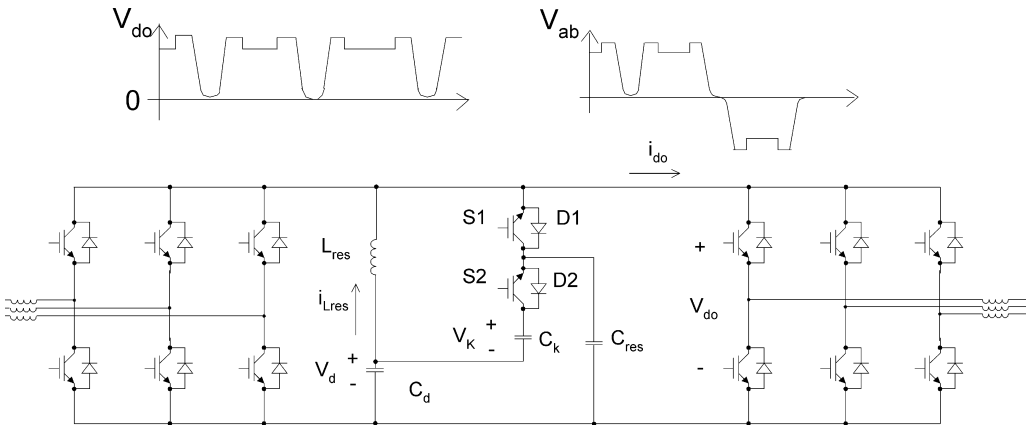 V_do
0
V_ab
i_do
S1 D1
L_res
S2 D2
i_Lres
+
V_K
-
C_k
C_res
+
V_d
-
C_d
+
V_do
-